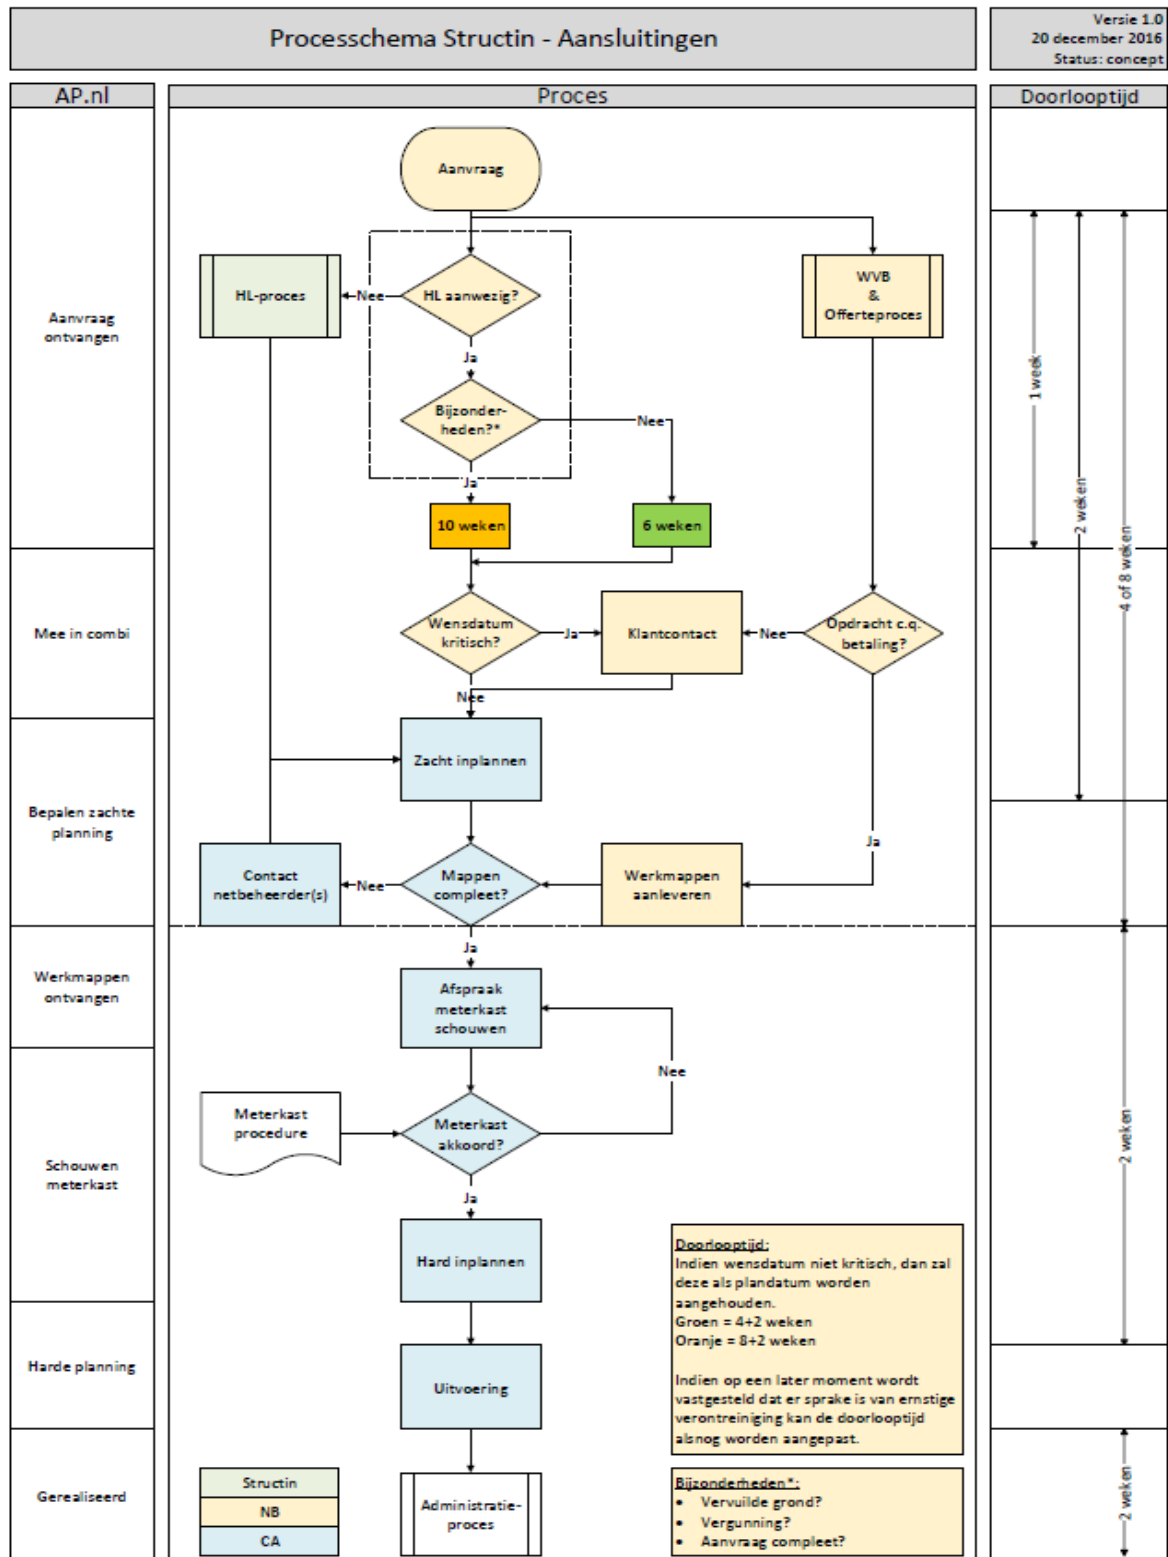 Processchema Structin - Aansluitingen
Versie 1.0
20 december 2016
Status: concept
AP.nl
Proces
Doorlooptijd
Aanvraag
HL-proces
Nee
HL aanwezig?
WVB
&
Offerteproces
Aanvraag
ontvangen
Ja
1 week
Bijzonder-
heden?*
Nee
Ja
2 weken
10 weken
6 weken
4 of 8 weken
Mee in combi
Wensdatum
kritisch?
Ja
Klantcontact
Nee
Opdracht c.q.
betaling?
Nee
Zacht inplannen
Bepalen zachte
planning
Ja
Contact
netbeheerder(s)
Nee
Mappen
compleet?
Werkmappen
aanleveren
Ja
Werkmappen
ontvangen
Afspraak
meterkast
schouwen
Nee
Meterkast
procedure
Meterkast
akkoord?
2 weken
Schouwen
meterkast
Ja
Hard inplannen
Doorlooptijd:
Indien wensdatum niet kritisch, dan zal
deze als plandatum worden
aangehouden.
Groen = 4+2 weken
Oranje = 8+2 weken
Indien op een later moment wordt
vastgesteld dat er sprake is van ernstige
verontreiniging kan de doorlooptijd
alsnog worden aangepast.
Harde planning
Uitvoering
Gerealiseerd
Structin
NB
CA
Administratie-
proces
Bijzonderheden*:
• Vervuilde grond?
• Vergunning?
• Aanvraag compleet?
2 weken